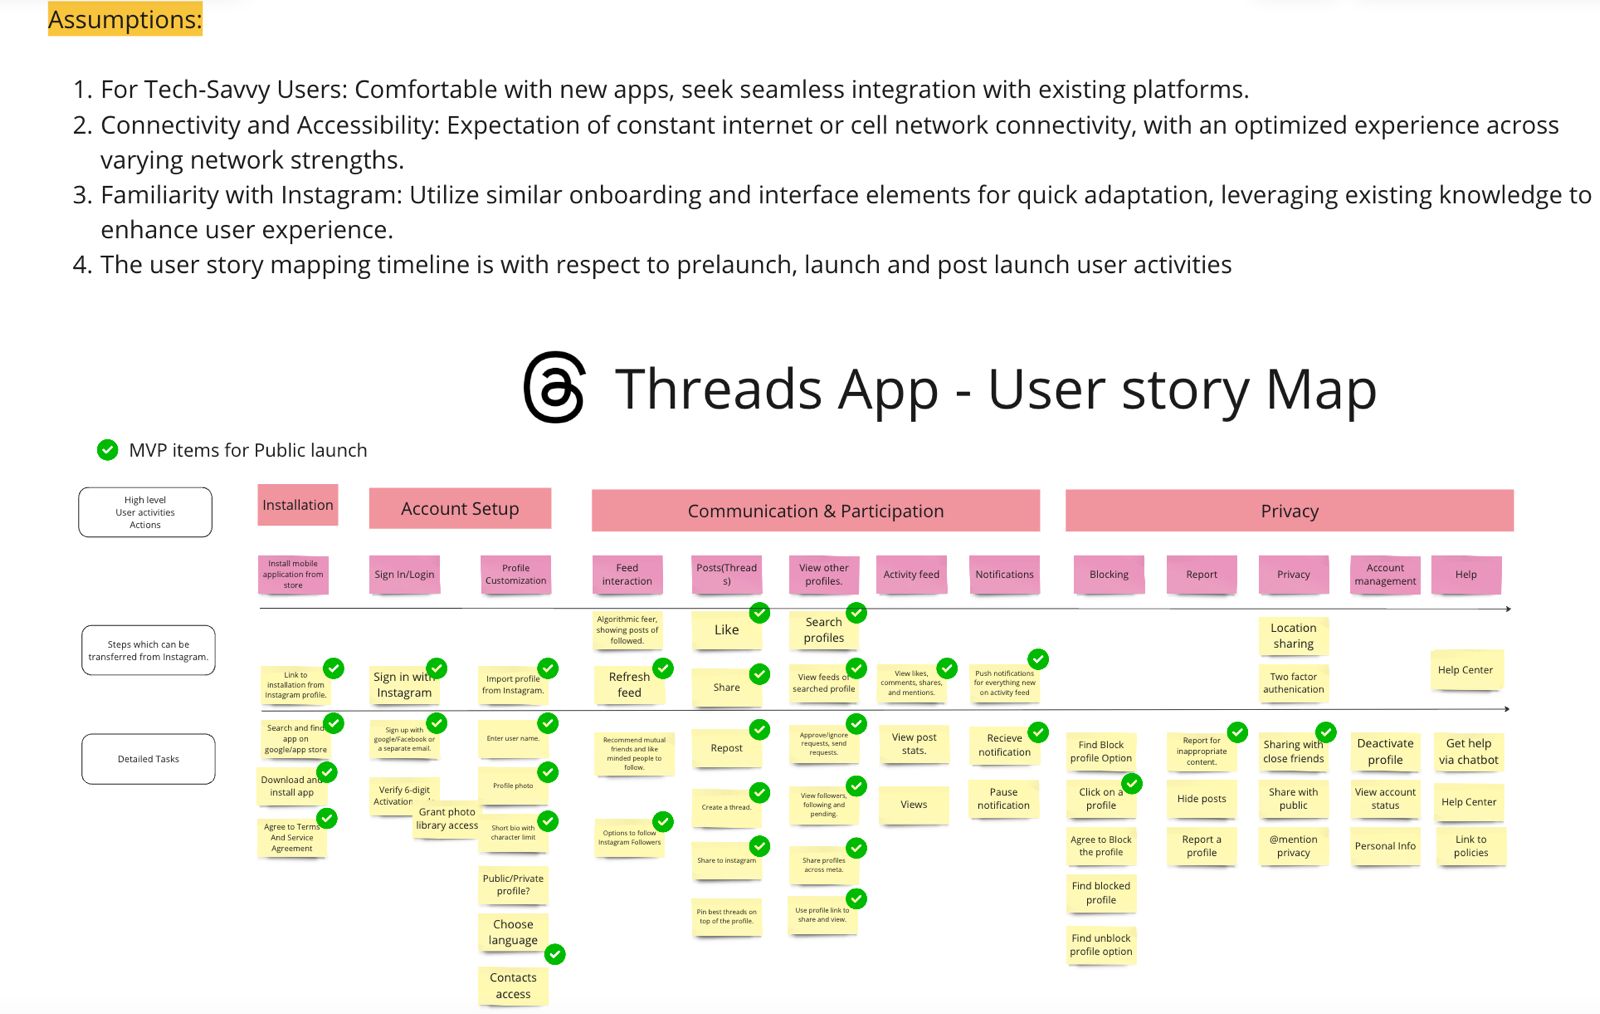 Assumptions:
1. For Tech-Savvy Users: Comfortable with new apps, seek seamless integration with existing platforms.
2. Connectivity and Accessibility: Expectation of constant internet or cell network connectivity, with an optimized experience across
varying network strengths.
3. Familiarity with Instagram: Utilize similar onboarding and interface elements for quick adaptation, leveraging existing knowledge to
enhance user experience.
4. The user story mapping timeline is with respect to prelaunch, launch and post launch user activities
Threads App - User story Map
MVP items for Public launch
High level
User activities
Actions
Installation
Account Setup
Communication & Participation
Privacy
Install mobile
application from
store
Sign In/Login
Profile
Customization
Feed
interaction
Posts(Thread
s)
View other
profiles.
Activity feed
Notifications
Blocking
Report
Privacy
Account
management
Help
Steps which can be
transferred from Instagram.
Link to
installation from
Instagram profile.
Sign in with
Instagram
Import profile
from Instagram.
Algorithmic feer,
showing posts of
followed.
Refresh
feed
Like
Share
Search
profiles
View feeds of
searched profile
View likes,
comments, shares,
and mentions.
Push notifications
for everything new
on activity feed
Location
sharing
Two factor
authenication
Help Center
Detailed Tasks
Search and find
app on
google/app store
Download and
install app
Agree to Terms
And Service
Agreement
Sign up with
google/Facebook or
a separate email.
Verify 6-digit
Activation
Grant photo
library access
Enter user name.
Profile photo
Short bio with
character limit.
Public/Private
profile?
Choose
language
Contacts
access
Recommend mutual
friends and like
minded people to
follow.
Options to follow
Instagram Followers
Repost
Create a thread.
Share to instagram
Pin best threads on
top of the profile.
Approve/ignore
requests, send
requests.
View followers,
following and
pending.
Share profiles
across meta.
Use profile link to
share and view.
View post
stats.
Views
Recieve
notification
Pause
notification
Find Block
profile Option
Click on a
profile
Agree to Block
the profile
Find blocked
profile
Find unblock
profile option
Report for
inappropriate
content.
Hide posts
Report a
profile
Sharing with
close friends
Share with
public
@mention
privacy
Deactivate
profile
View account
status
Personal Info
Get help
via chatbot
Help Center
Link to
policies